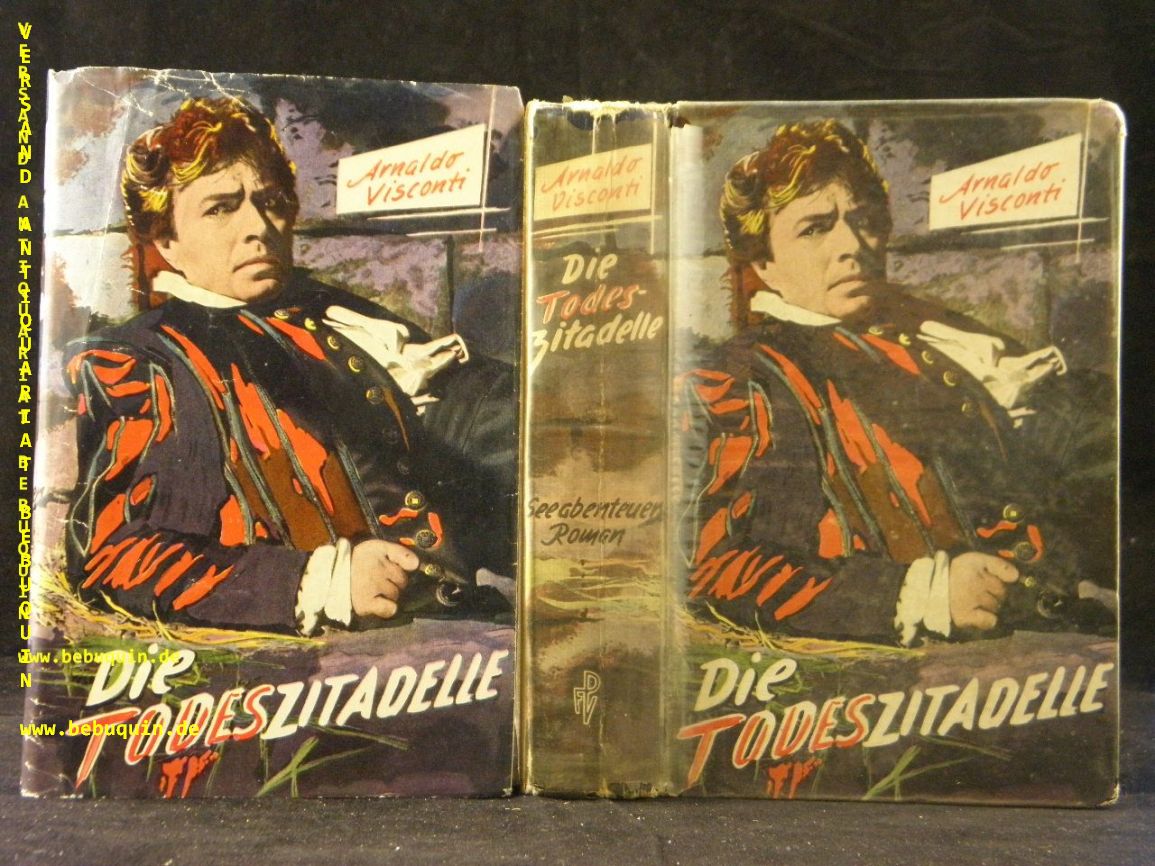 VERSAND ANTIQUARIAT BEBUQUIN
www.bebuquin.de
www.bebuquin.de
Arnaldo
Visconti
Die
TODESZITADELLE
Arnaldo
Visconti
Die
Todes-
Zitadelle
Seeabenteuer
Roman
Arnaldo
Visconti
Die
TODESZITADELLE